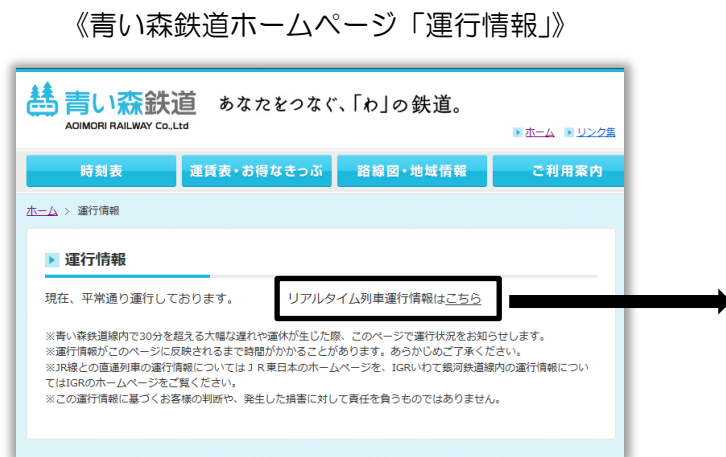 《青い森鉄道ホームページ「運行情報」》
青い森鉄道
AOIMORI RAILWAY Co.,Ltd
あなたをつなぐ、「わ」の鉄道。
ホーム リンク集
時刻表 運賃表・お得なきっぷ 路線図・地域情報 ご利用案内
ホーム > 運行情報
運行情報
現在、平常通り運行しております。 リアルタイム列車運行情報はこちら
※青い森鉄道線内で30分を超える大幅な遅れや運休が生じた際、このページで運行状況をお知らせします。
※運行情報がこのページに反映されるまで時間がかかることがあります。あらかじめご了承ください。
※JR線との直通列車の運行情報についてはＪＲ東日本のホームページを、IGRいわて銀河鉄道線内の運行情報につい
てはIGRのホームページをご覧ください。
※この運行情報に基づくお客様の判断や、発生した損害に対して責任を負うものではありません。